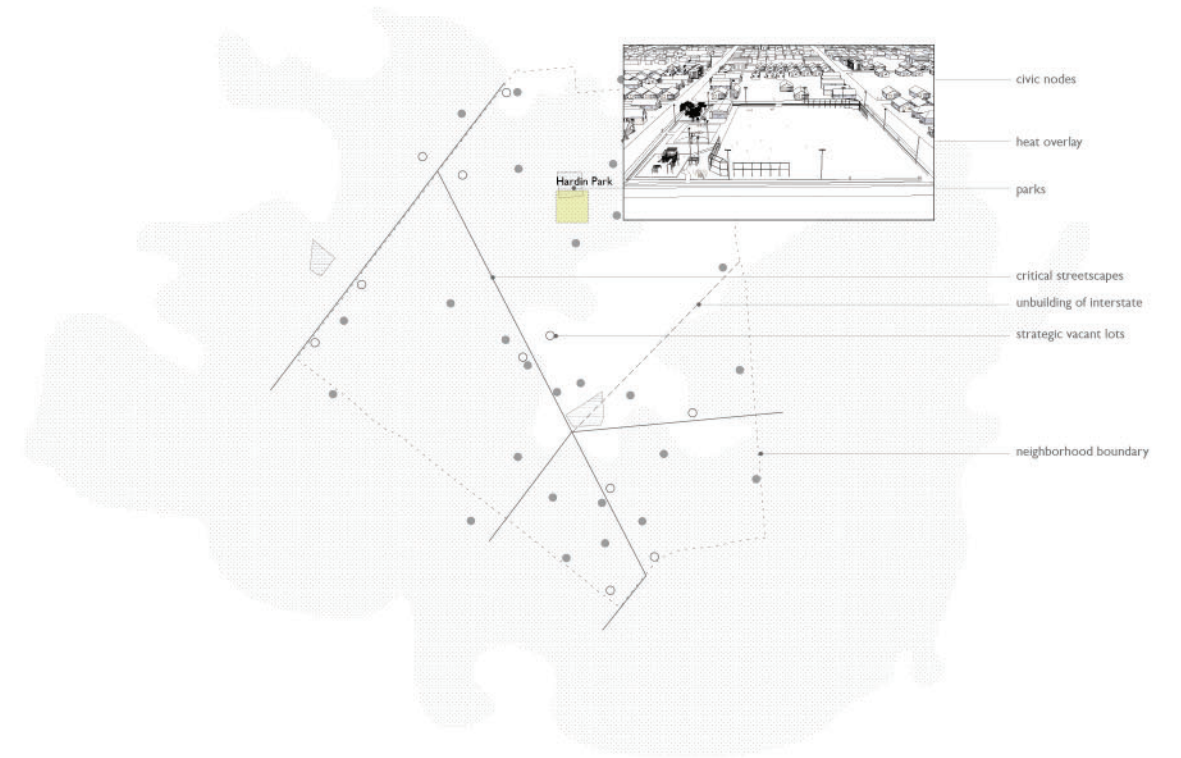 civic nodes
heat overlay
Hardin Park
parks
critical streetscapes
unbuilding of interstate
strategic vacant lots
neighborhood boundary